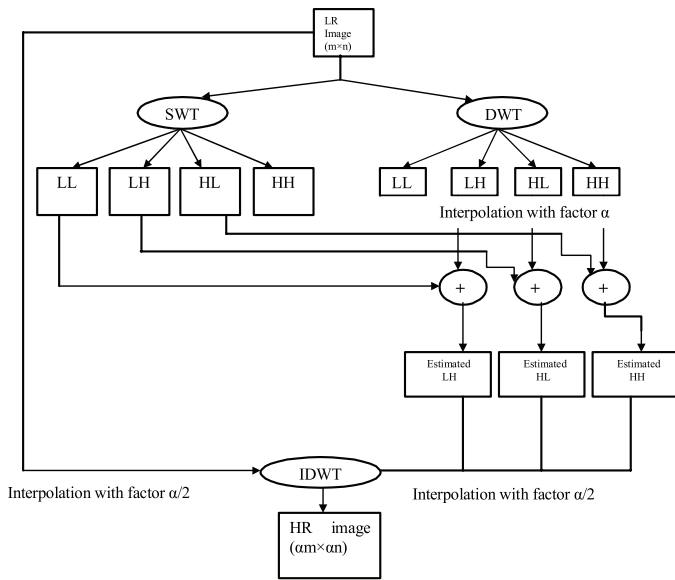 LR
Image
(m×n)
SWT
DWT
LL
LH
HL
HH
LL
LH
HL
HH
Interpolation with factor α
+
+
+
Estimated
LH
Estimated
HL
Estimated
HH
IDWT
Interpolation with factor α/2
Interpolation with factor α/2
HR image
(αm×αn)